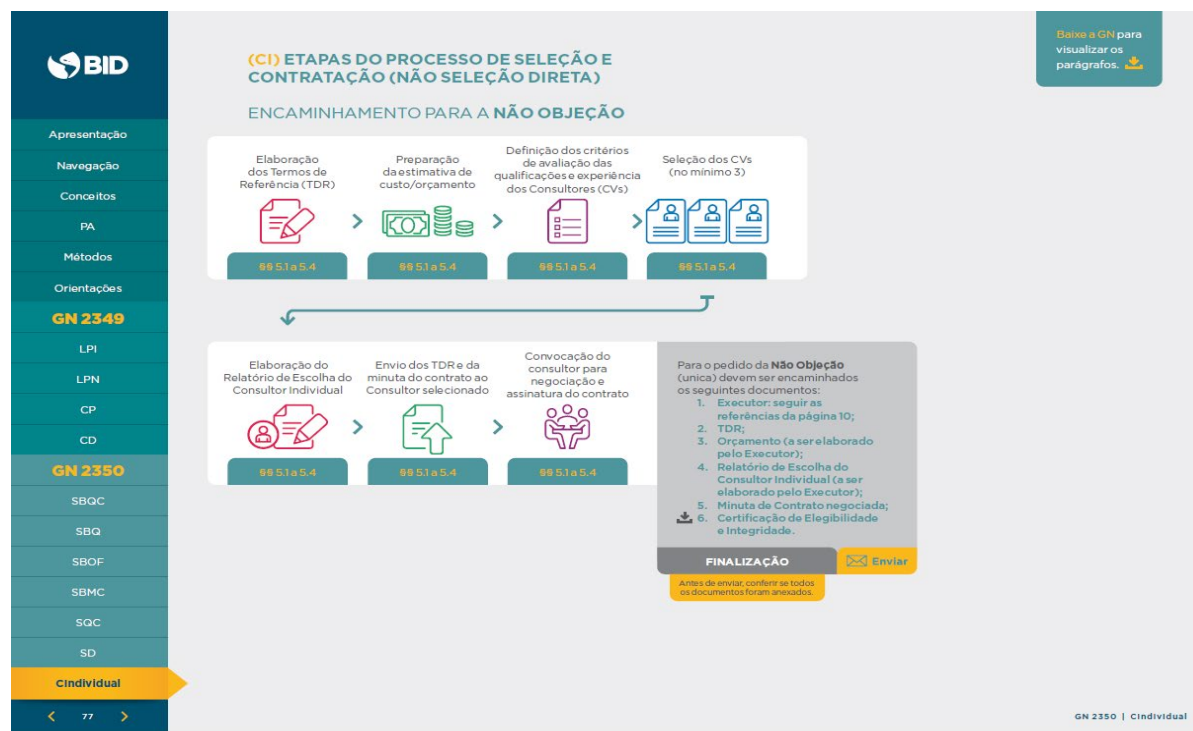 BID
Apresentação
Navegação
Conceitos
PA
Métodos
Orientações
GN 2349
LPI
LPN
CP
CD
GN 2350
SBQC
SBQ
SBOF
SBMC
SQC
SD
CIndividual
77
(CI) ETAPAS DO PROCESSO DE SELEÇÃO E
CONTRATAÇÃO (NÃO SELEÇÃO DIRETA)
ENCAMINHAMENTO PARA A NÃO OBJEÇÃO
Baixe a GN para
visualizar os
parágrafos.
Elaboração
dos Termos de
Referência (TDR)
§§ 5.1 a 5.4
Preparação
da estimativa de
custo/orçamento
§§ 5.1 a 5.4
Definição dos critérios
de avaliação das
qualificações e experiência
dos Consultores (CVs)
§§ 5.1 a 5.4
Seleção dos CVs
(no mínimo 3)
§§ 5.1 a 5.4
Elaboração do
Relatório de Escolha do
Consultor Individual
§§ 5.1 a 5.4
Envio dos TDR e da
minuta do contrato ao
Consultor selecionado
§§ 5.1 a 5.4
Convocação do
consultor para
negociação e
assinatura do contrato
§§ 5.1 a 5.4
Para o pedido da Não Objeção
(unica) devem ser encaminhados
os seguintes documentos:
1. Executor: seguir as
referências da página 10;
2. TDR;
3. Orçamento (a ser elaborado
pelo Executor);
4. Relatório de Escolha do
Consultor Individual (a ser
elaborado pelo Executor);
5. Minuta de Contrato negociada;
6. Certificação de Elegibilidade
e Integridade.
FINALIZAÇÃO
Enviar
Antes de enviar, conferir se todos
os documentos foram anexados.
GN 2350 | CIndividual